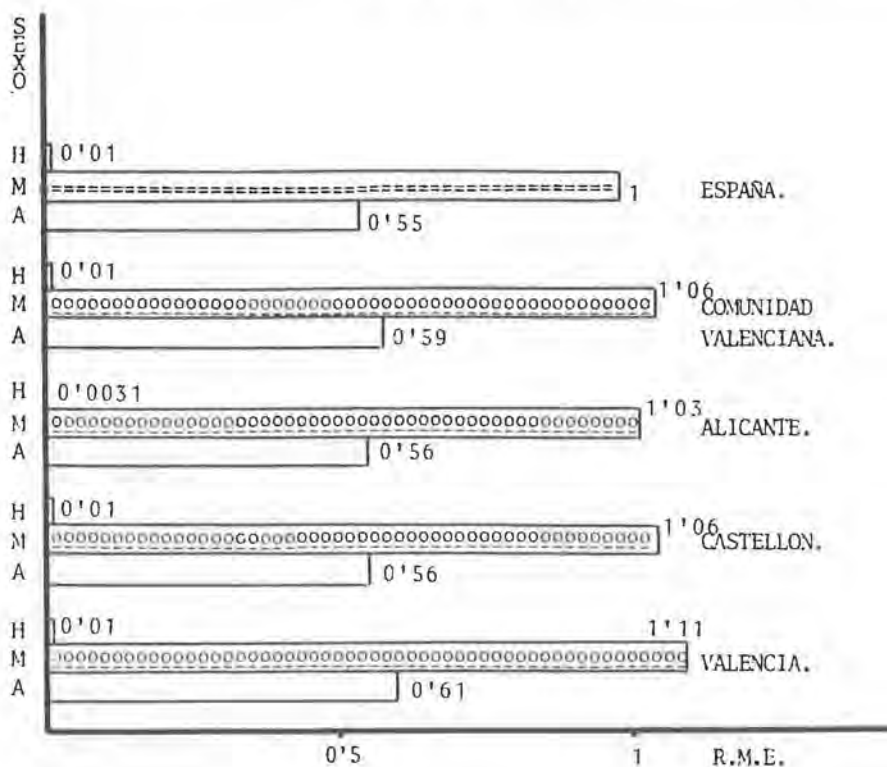 SEXO
H 0'01
M 1 ESPAÑA.
A 0'55
H 0'01
M 1'06 COMUNIDAD
A 0'59 VALENCIANA.
H 0'0031
M 1'03 ALICANTE.
A 0'56
H 0'01
M 1'06 CASTELLON.
A 0'56
H 0'01
M 1'11 VALENCIA.
A 0'61
0'5 1 R.M.E.